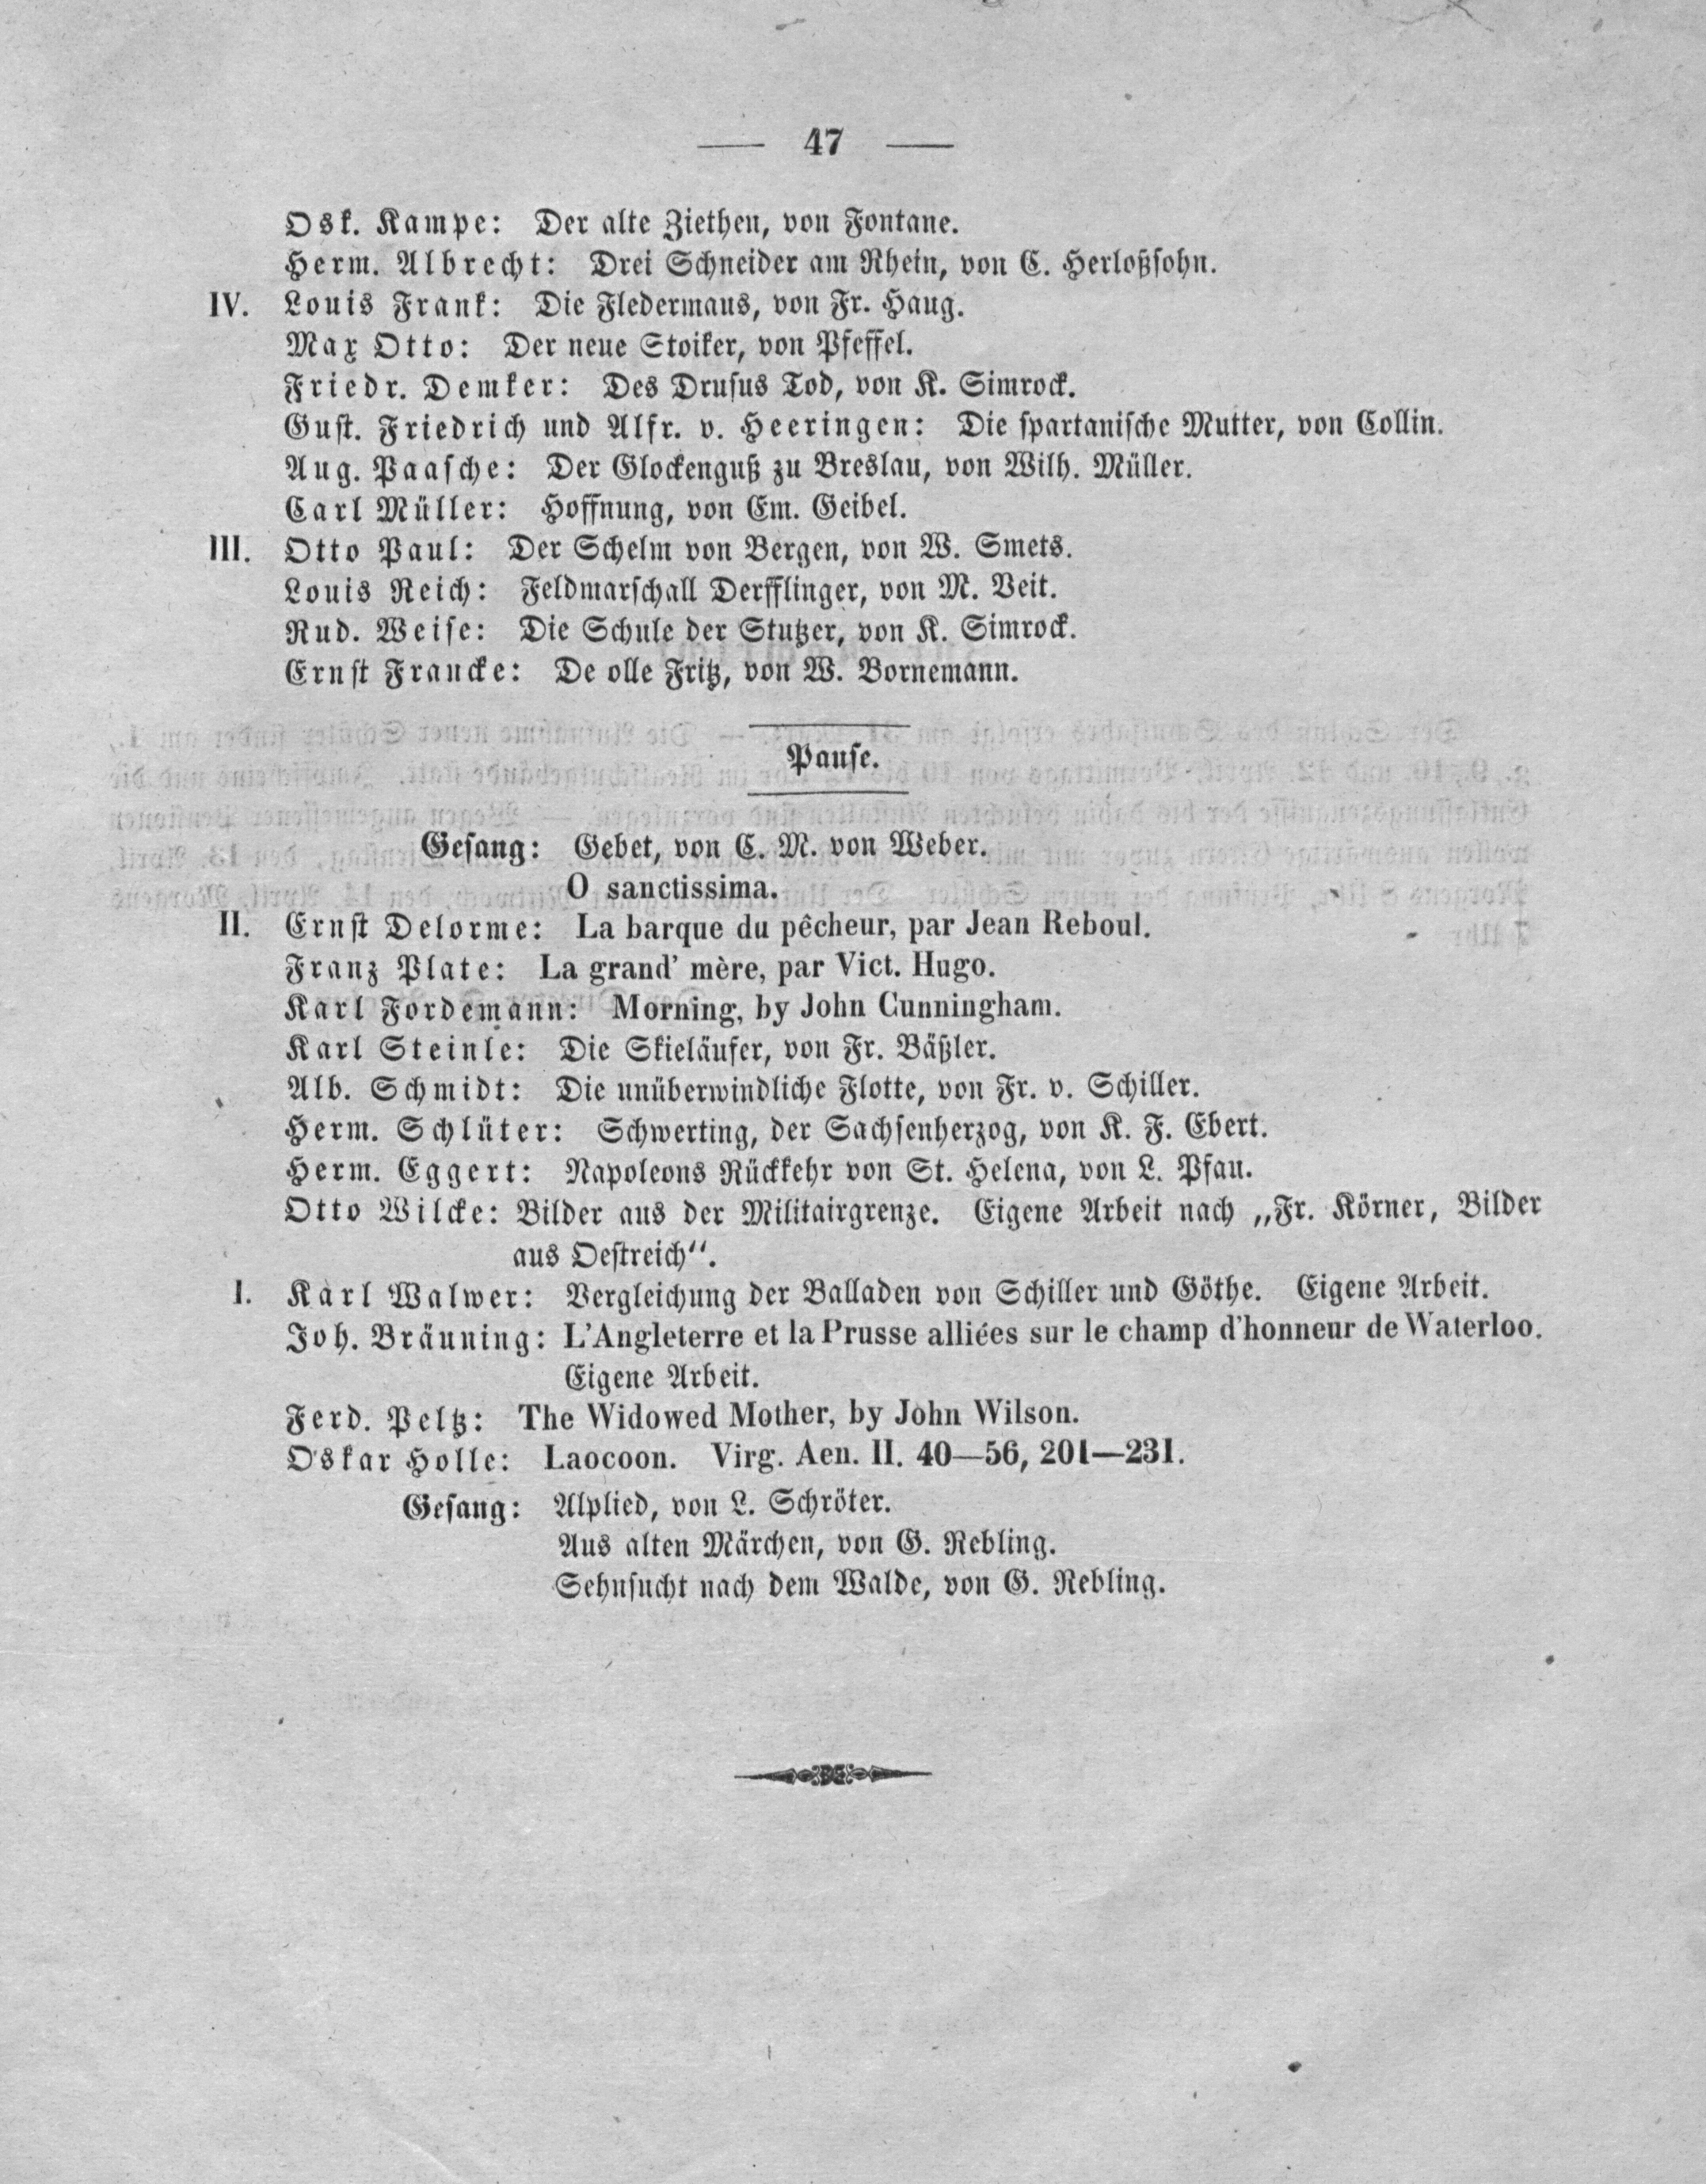 — 47 —
Osk. Kampe: Der alte Ziethen, von Fontane.
Herm. Albrecht: Drei Schneider am Rhein, von C. Herloßsohn.
IV. Louis Frank: Die Fledermaus, von Fr. Haug.
Max Otto: Der neue Stoiker, von Pfeffel.
Friedr. Demker: Des Drusus Tod, von K. Simrock.
Gust. Friedrich und Alfr. v. Heeringen: Die spartanische Mutter, von Collin.
Aug. Paasche: Der Glockenguß zu Breslau, von Wilh. Müller.
Carl Müller: Hoffnung, von Em. Geibel.
III. Otto Paul: Der Schelm von Bergen, von W. Smets.
Louis Reich: Feldmarschall Derfflinger, von M. Veit.
Rud. Weise: Die Schule der Stutzer, von K. Simrock.
Ernst Francke: De olle Fritz, von W. Bornemann.
Pause.
Gesang: Gebet, von C. M. von Weber.
O sanctissima.
II. Ernst Delorme: La barque du pêcheur, par Jean Reboul.
Franz Plate: La grand' mère, par Vict. Hugo.
Karl Fordemann: Morning, by John Cunningham.
Karl Steinle: Die Skieläufer, von Fr. Bäßler.
Alb. Schmidt: Die unüberwindliche Flotte, von Fr. v. Schiller.
Herm. Schlüter: Schwerting, der Sachsenherzog, von K. F. Ebert.
Herm. Eggert: Napoleons Rückkehr von St. Helena, von L. Pfau.
Otto Wilcke: Bilder aus der Militairgrenze. Eigene Arbeit nach „Fr. Körner, Bilder
aus Oestreich“.
I. Karl Walwer: Vergleichung der Balladen von Schiller und Göthe. Eigene Arbeit.
Joh. Bräuning: L'Angleterre et la Prusse alliées sur le champ d'honneur de Waterloo.
Eigene Arbeit.
Ferd. Peltz: The Widowed Mother, by John Wilson.
Oskar Holle: Laocoon. Virg. Aen. II. 40—56, 201—231.
Gesang: Alplied, von L. Schröter.
Aus alten Märchen, von G. Rebling.
Sehnsucht nach dem Walde, von G. Rebling.